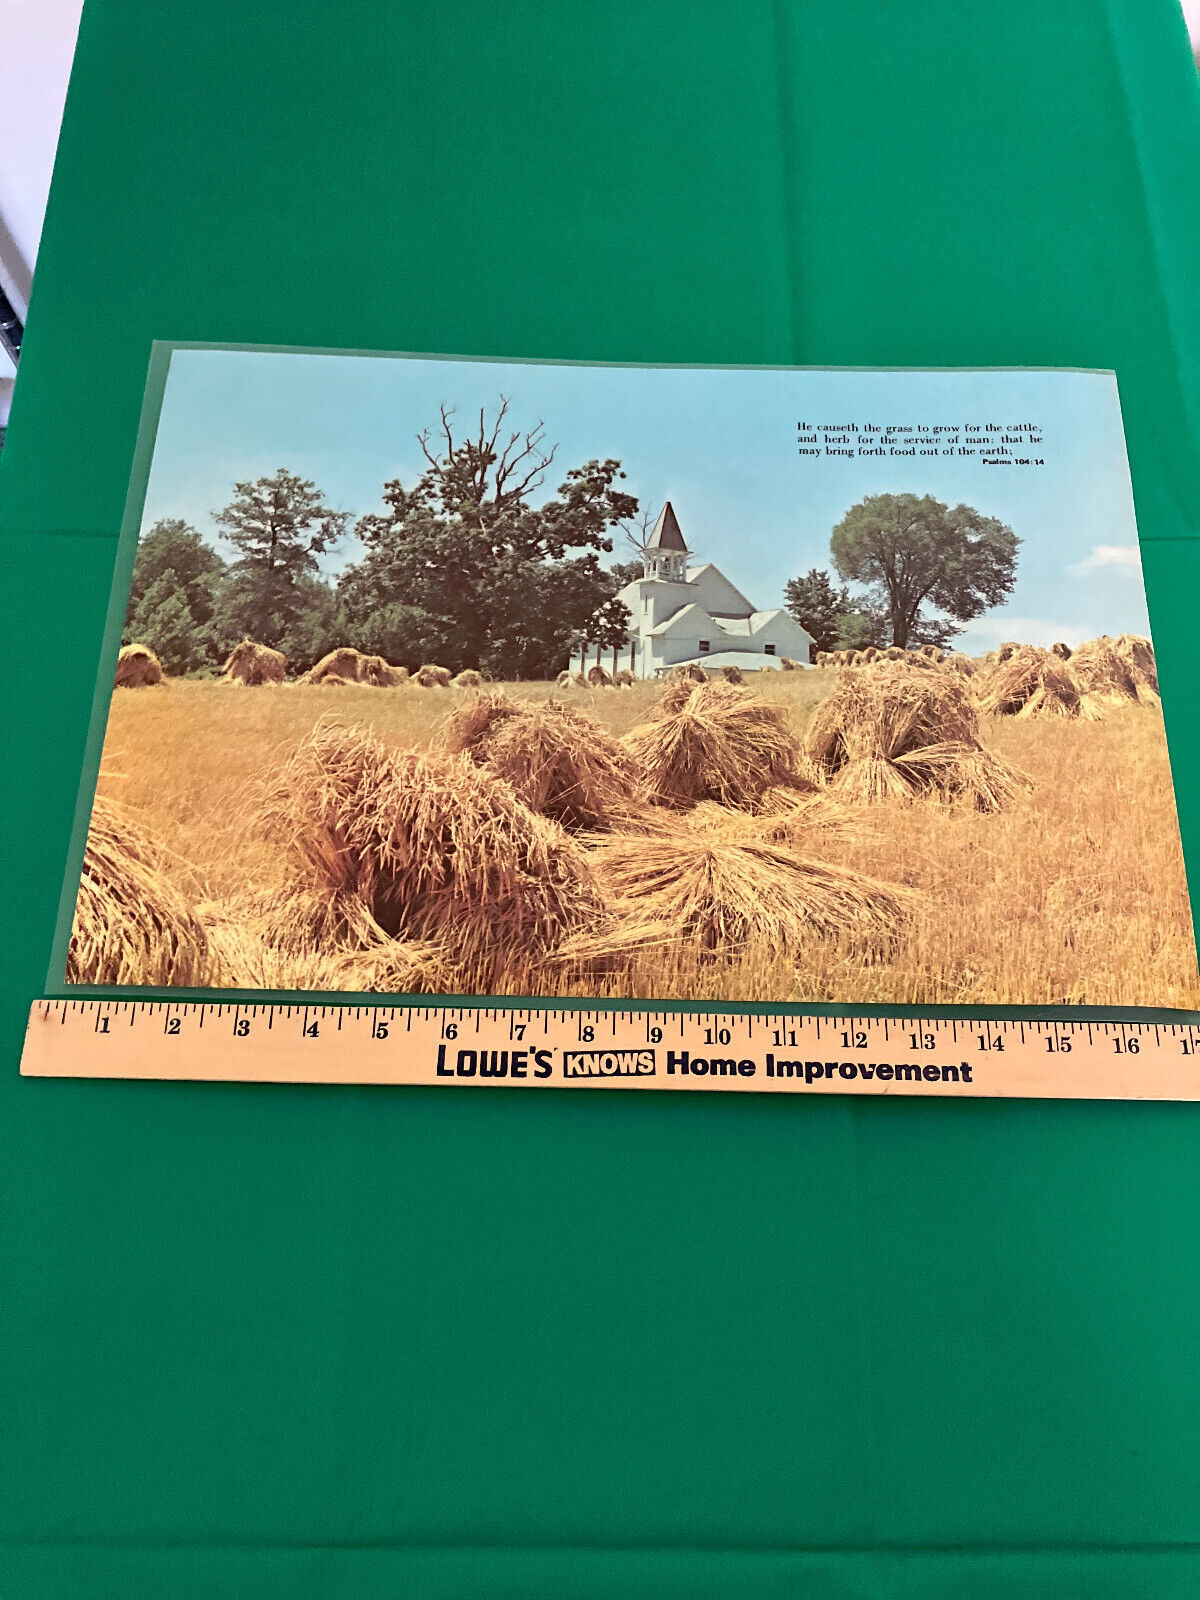 He causeth the grass to grow for the cattle,
and herb for the service of man: that he
may bring forth food out of the earth;
Psalms 104:14
1 2 3 4 5 6 7 8 9 10 11 12 13 14 15 16 17
LOWE'S KNOWS Home Improvement